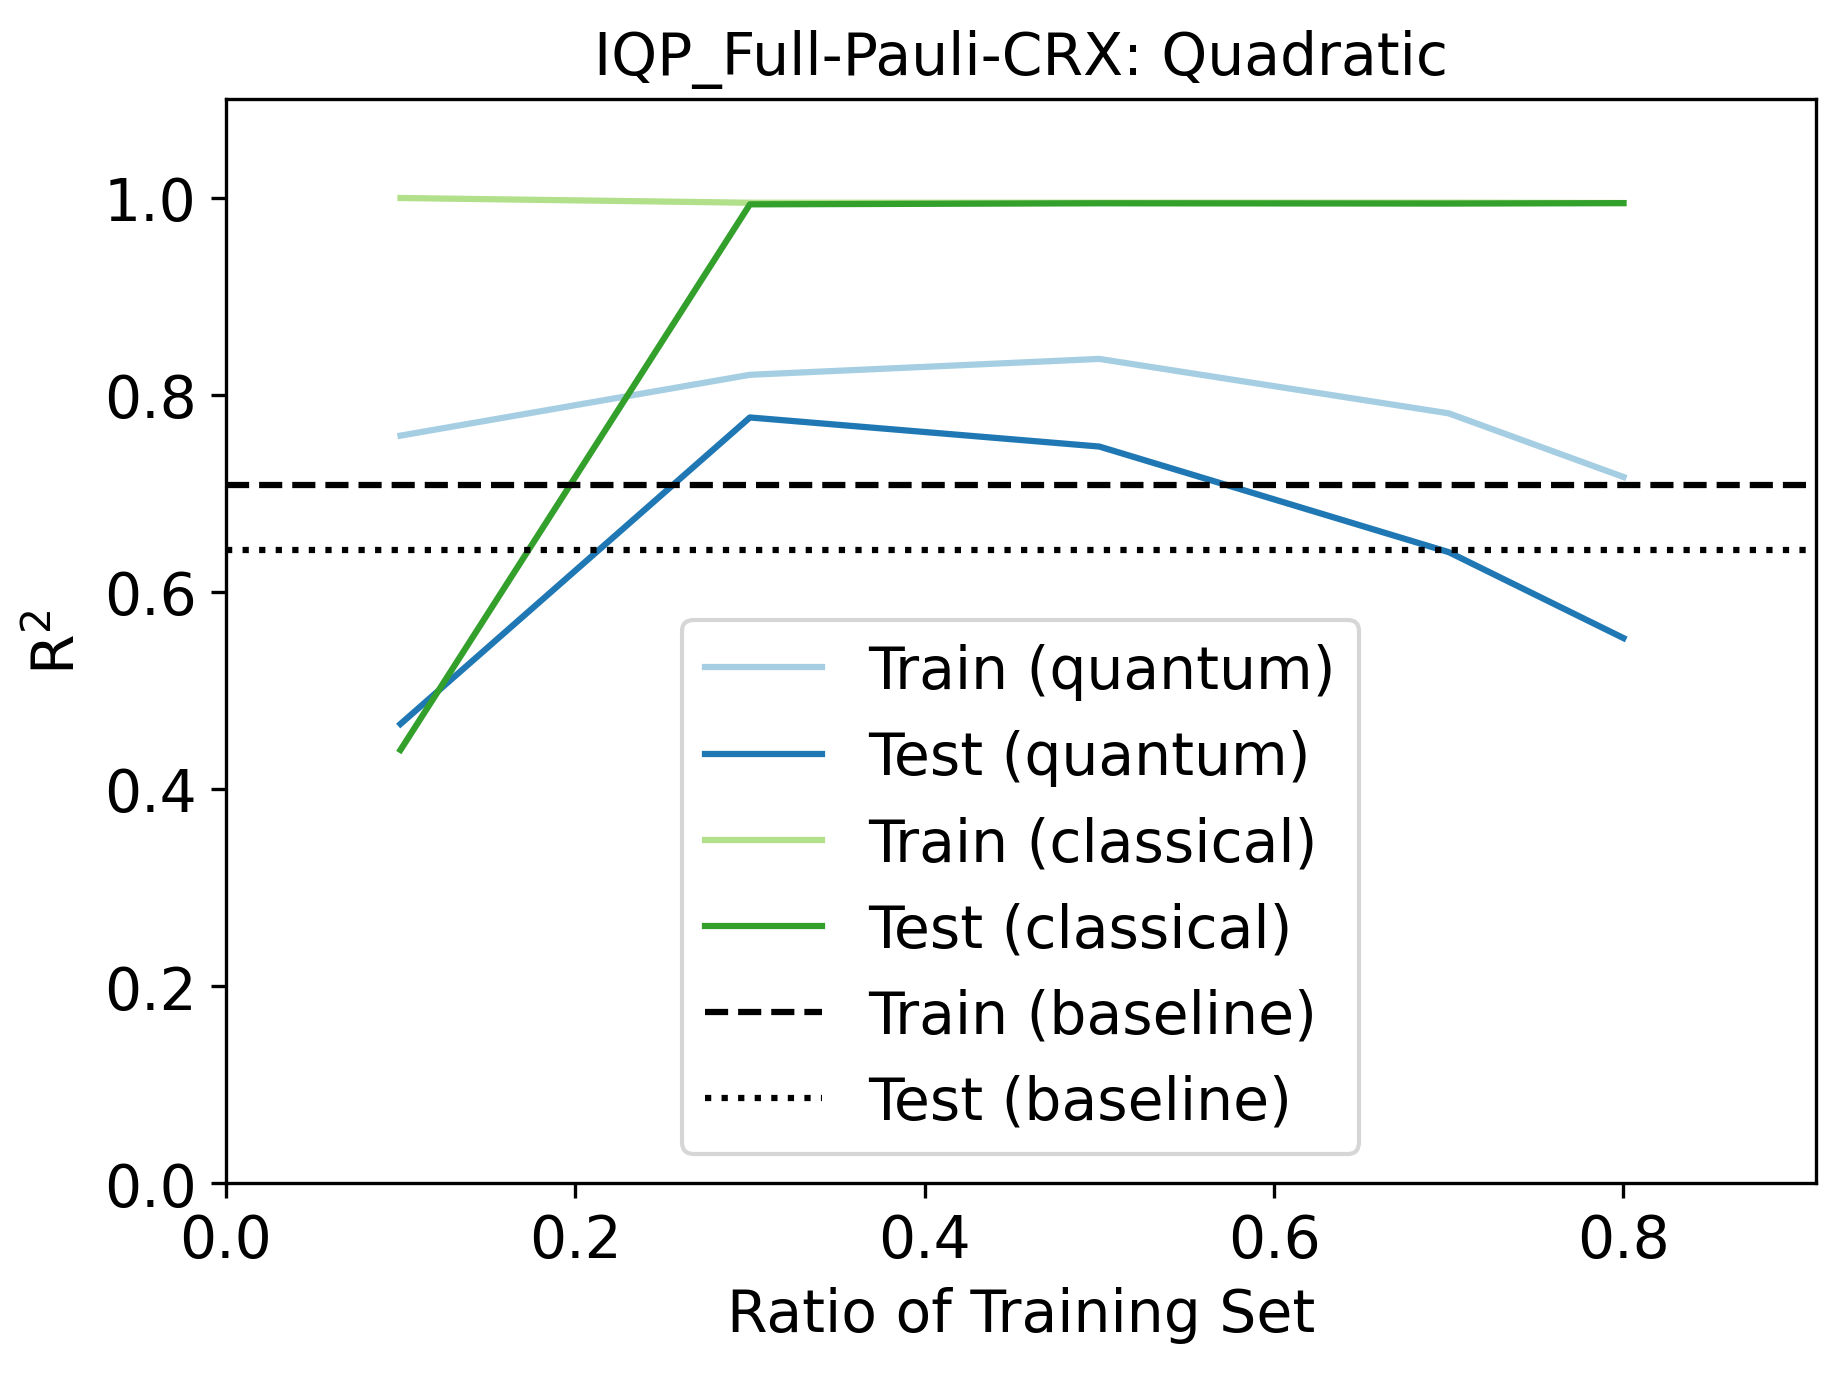 IQP_Full-Pauli-CRX: Quadratic
1.0
0.8
0.6
0.4
0.2
0.0
R²
Train (quantum)
Test (quantum)
Train (classical)
Test (classical)
Train (baseline)
Test (baseline)
0.0 0.2 0.4 0.6 0.8
Ratio of Training Set